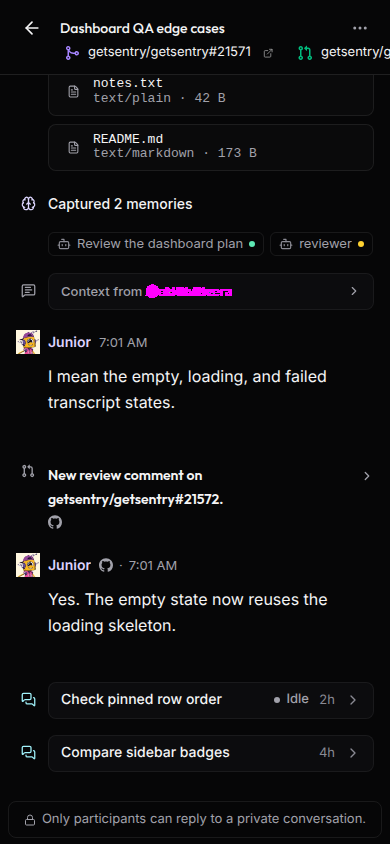 Dashboard QA edge cases
getsentry/getsentry#21571 getsentry/g
notes.txt
text/plain · 42 B
README.md
text/markdown · 173 B
Captured 2 memories
Review the dashboard plan reviewer
Context from
Junior 7:01 AM
I mean the empty, loading, and failed
transcript states.
New review comment on
getsentry/getsentry#21572.
Junior · 7:01 AM
Yes. The empty state now reuses the
loading skeleton.
Check pinned row order Idle 2h
Compare sidebar badges 4h
Only participants can reply to a private conversation.